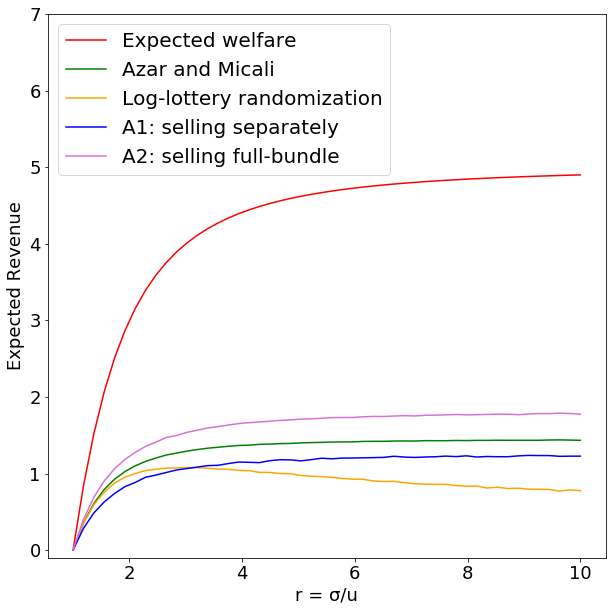 7
6
5
4
3
2
1
0
Expected Revenue
Expected welfare
Azar and Micali
Log-lottery randomization
A1: selling separately
A2: selling full-bundle
2 4 6 8 10
r = σ/u